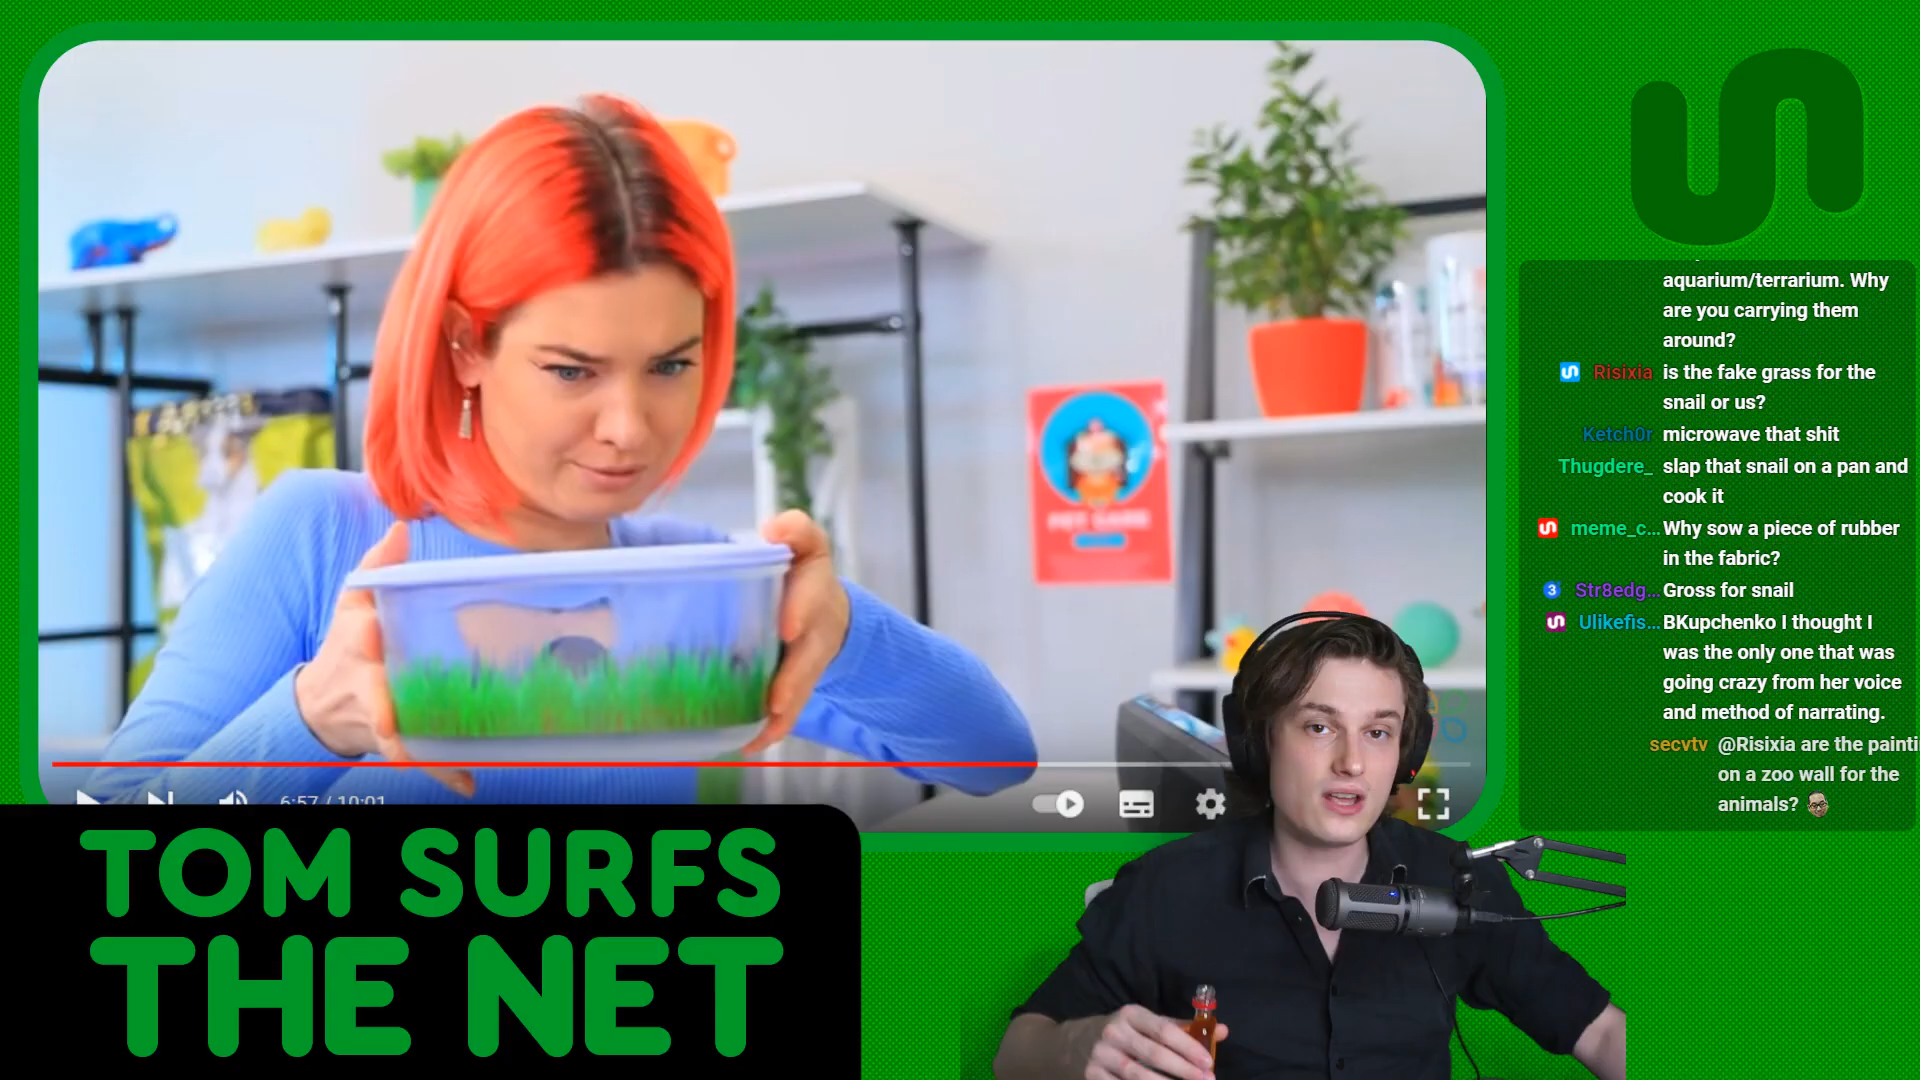 PET CARE
6:57 / 10:01
TOM SURFS
THE NET
aquarium/terrarium. Why
are you carrying them
around?
Risixia is the fake grass for the
snail or us?
Ketch0r microwave that shit
Thugdere_ slap that snail on a pan and
cook it
meme_c... Why sow a piece of rubber
in the fabric?
3 Str8edg... Gross for snail
Ulikefis... BKupchenko I thought I
was the only one that was
going crazy from her voice
and method of narrating.
secvtv @Risixia are the painti
on a zoo wall for the
animals?